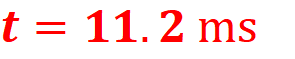 t = 11.2 ms